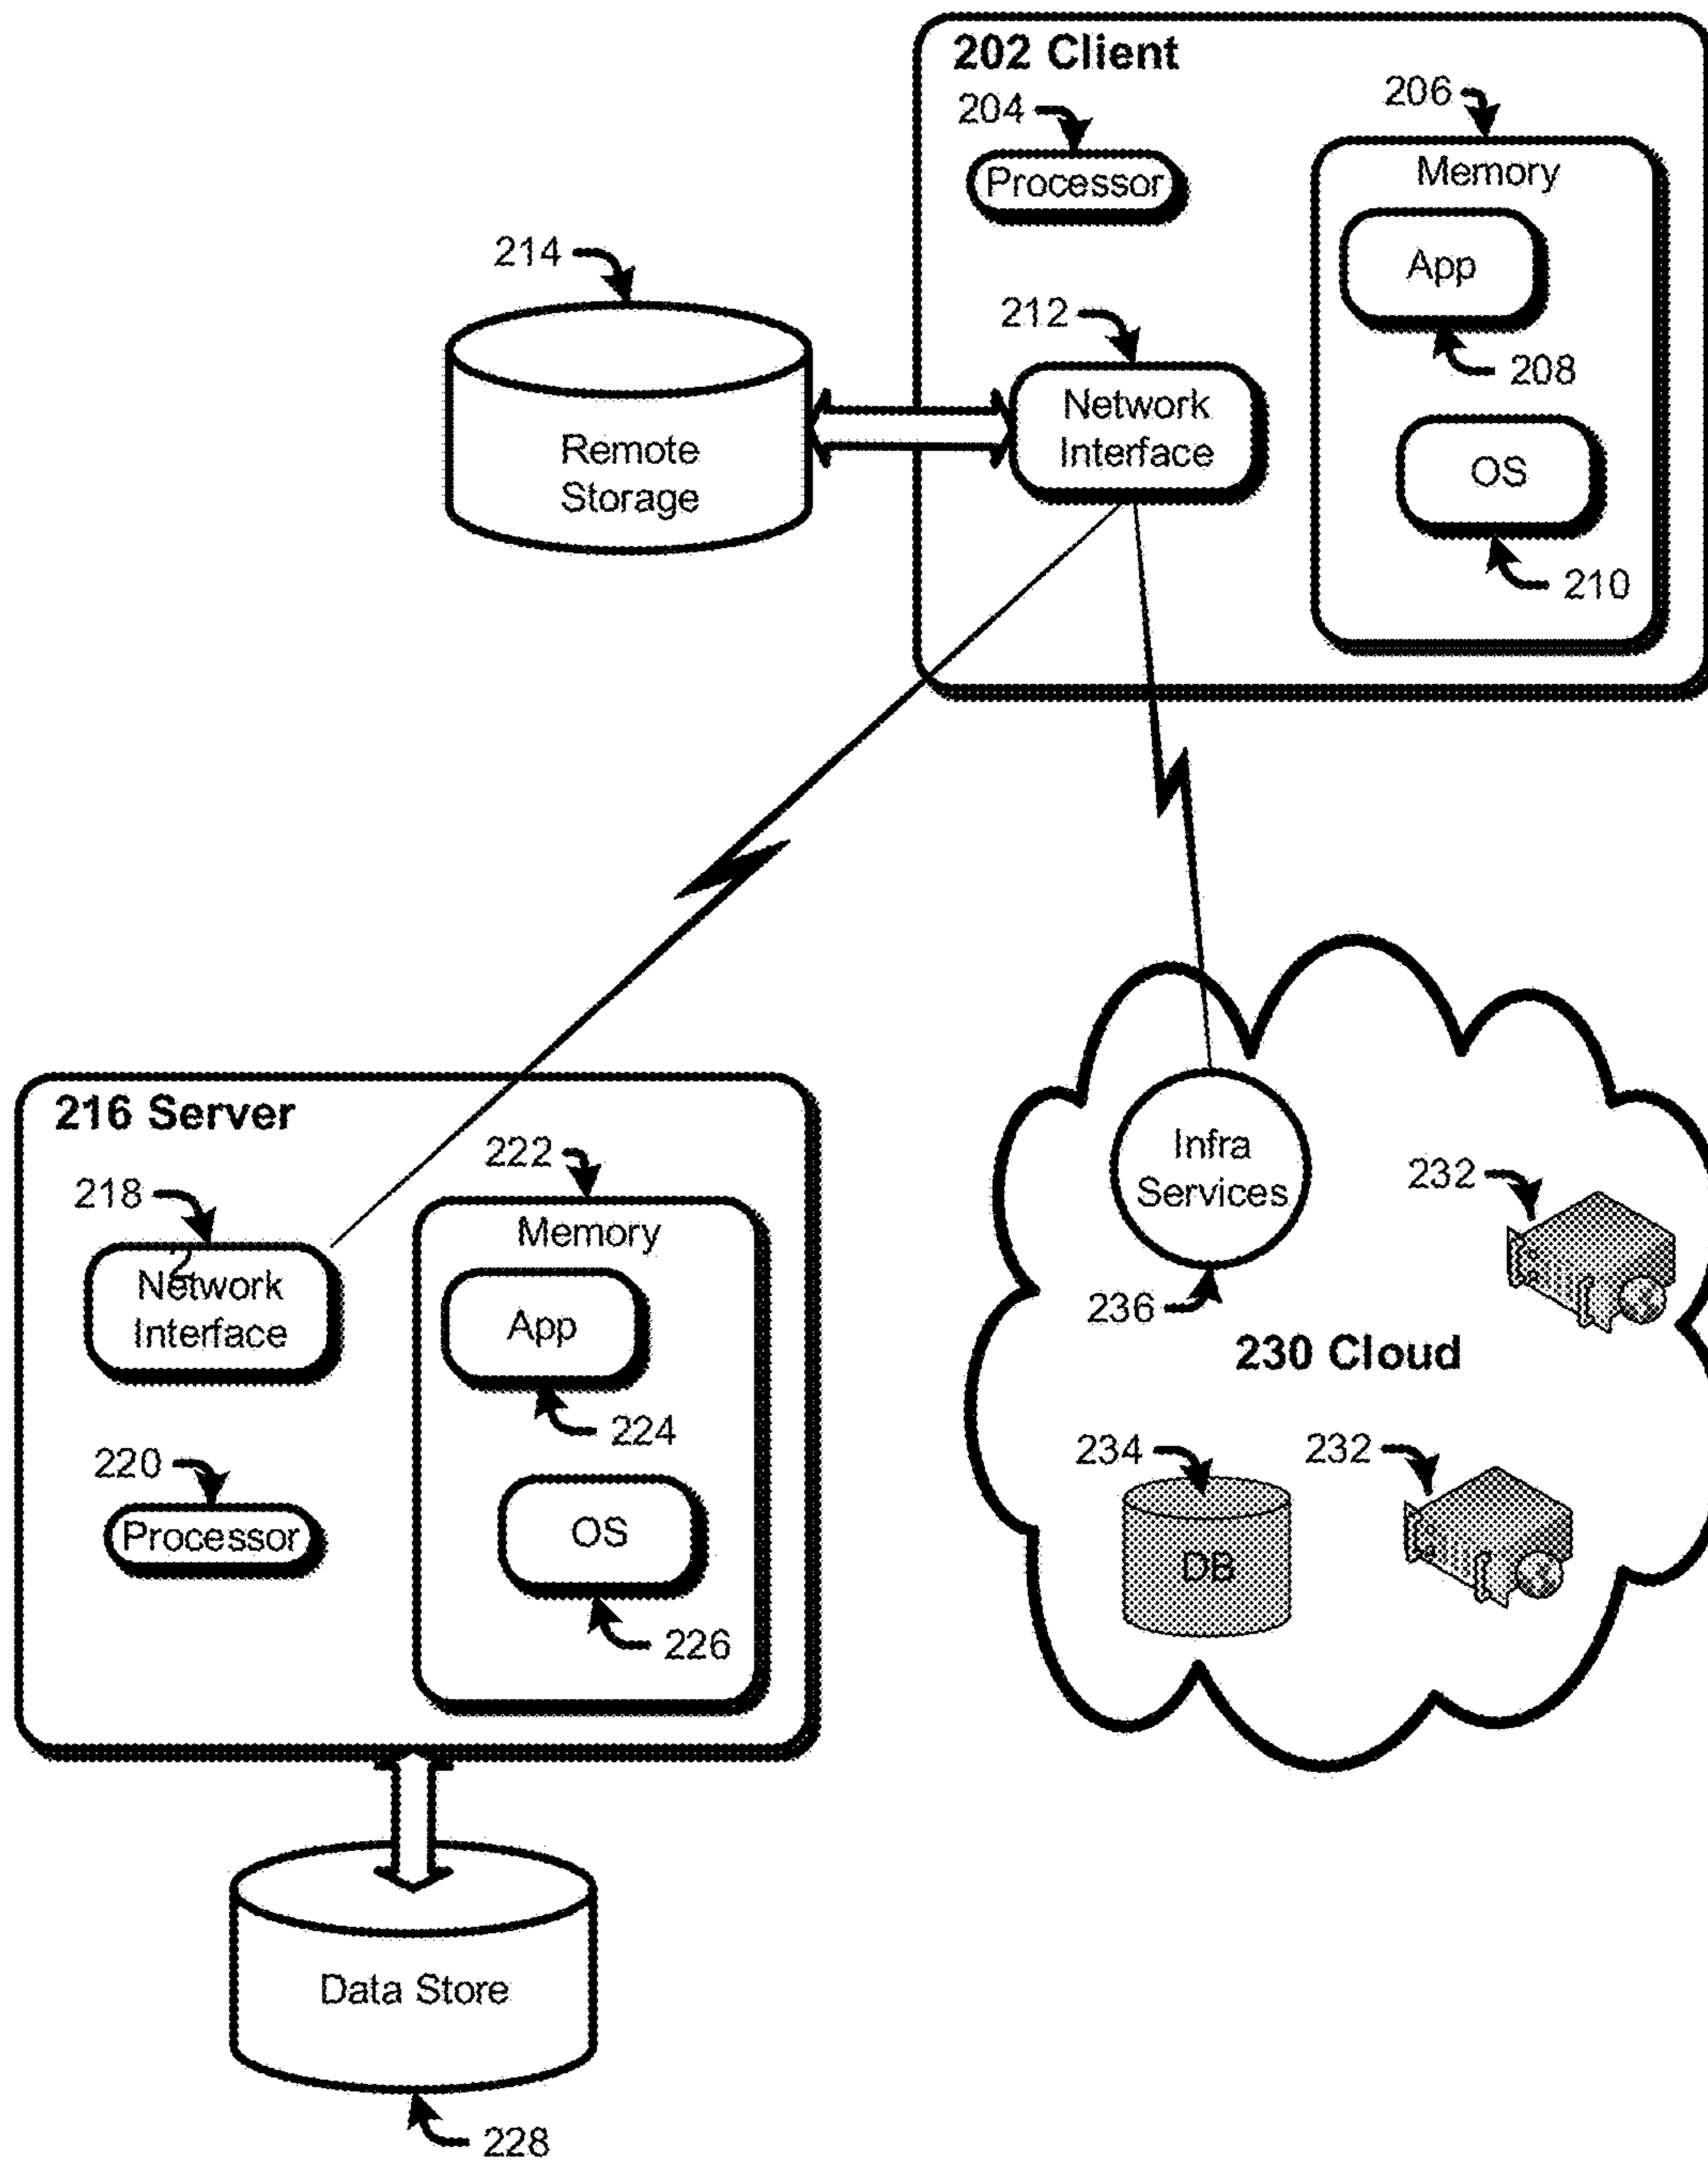 202 Client
204
206
Processor
Memory
App
214
212
208
Network
Interface
Remote
Storage
OS
210
216 Server
222
218
Memory
Network
Interface
App
224
220
Processor
OS
226
Infra
Services
232
236
230 Cloud
234
232
DB
Data Store
228